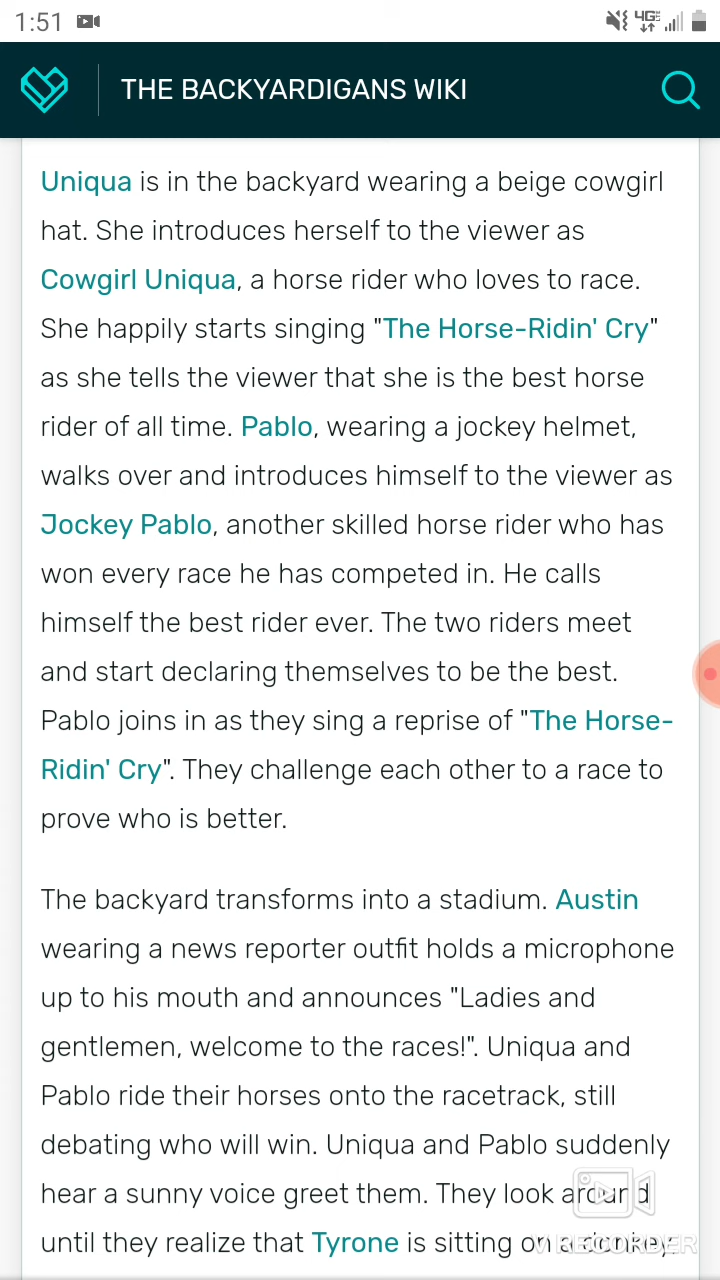 1:51
4GE
THE BACKYARDIGANS WIKI
Uniqua is in the backyard wearing a beige cowgirl
hat. She introduces herself to the viewer as
Cowgirl Uniqua, a horse rider who loves to race.
She happily starts singing "The Horse-Ridin' Cry"
as she tells the viewer that she is the best horse
rider of all time. Pablo, wearing a jockey helmet,
walks over and introduces himself to the viewer as
Jockey Pablo, another skilled horse rider who has
won every race he has competed in. He calls
himself the best rider ever. The two riders meet
and start declaring themselves to be the best.
Pablo joins in as they sing a reprise of "The Horse-
Ridin' Cry". They challenge each other to a race to
prove who is better.
The backyard transforms into a stadium. Austin
wearing a news reporter outfit holds a microphone
up to his mouth and announces "Ladies and
gentlemen, welcome to the races!". Uniqua and
Pablo ride their horses onto the racetrack, still
debating who will win. Uniqua and Pablo suddenly
hear a sunny voice greet them. They look around
until they realize that Tyrone is sitting on a donkey,
V RECORDER